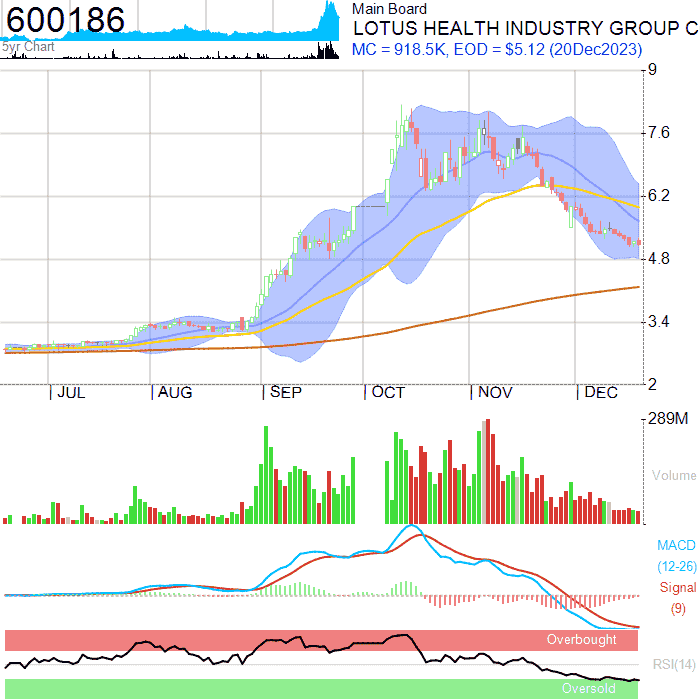 600186
5yr Chart
Main Board
LOTUS HEALTH INDUSTRY GROUP C
MC = 918.5K, EOD = $5.12 (20Dec2023)
9
7.6
6.2
4.8
3.4
2
JUL AUG SEP OCT NOV DEC
289M
Volume
MACD
(12-26)
Signal
(9)
Overbought
RSI(14)
Oversold